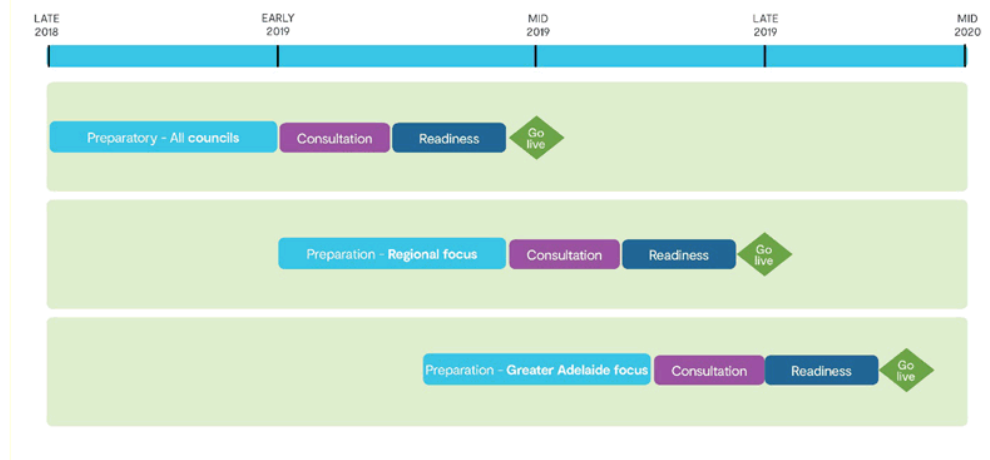 LATE
2018
EARLY
2019
MID
2019
LATE
2019
MID
2020
Preparatory - All councils
Consultation
Readiness
Go
live
Preparation - Regional focus
Consultation
Readiness
Go
live
Preparation - Greater Adelaide focus
Consultation
Readiness
Go
live